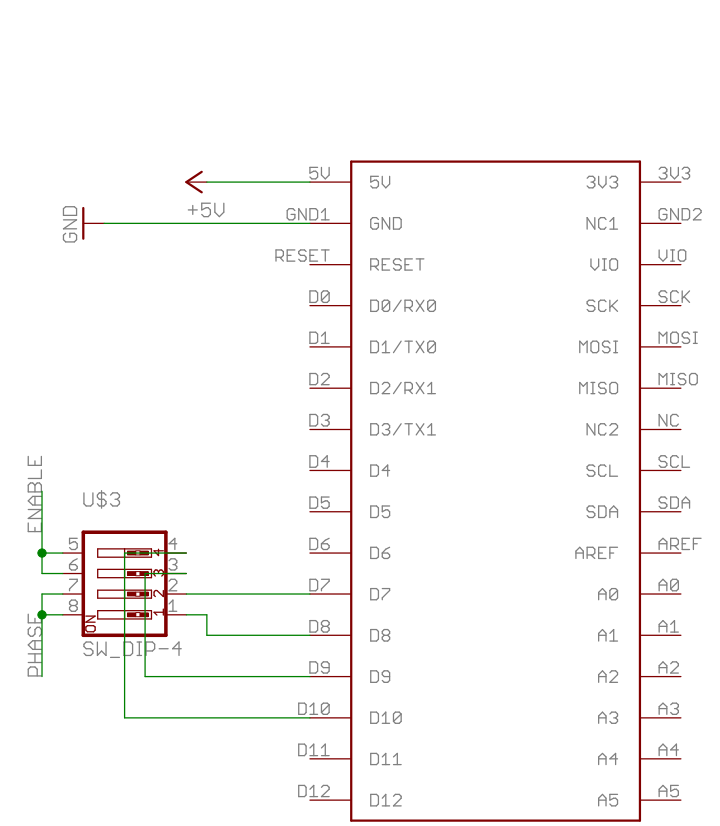 5V 5V 3V3 3V3
+5V
GND GND1 GND NC1 GND2
RESET RESET VIO VIO
D0 D0/RX0 SCK SCK
D1 D1/TX0 MOSI MOSI
D2 D2/RX1 MISO MISO
D3 D3/TX1 NC2 NC
D4 D4 SCL SCL
D5 D5 SDA SDA
D6 D6 AREF AREF
D7 D7 A0 A0
D8 D8 A1 A1
D9 D9 A2 A2
D10 D10 A3 A3
D11 D11 A4 A4
D12 D12 A5 A5
ENABLE
PHASE
U$3
5 4 4
6 3 3
7 2 2
8 1 1
ON
SW_DIP-4